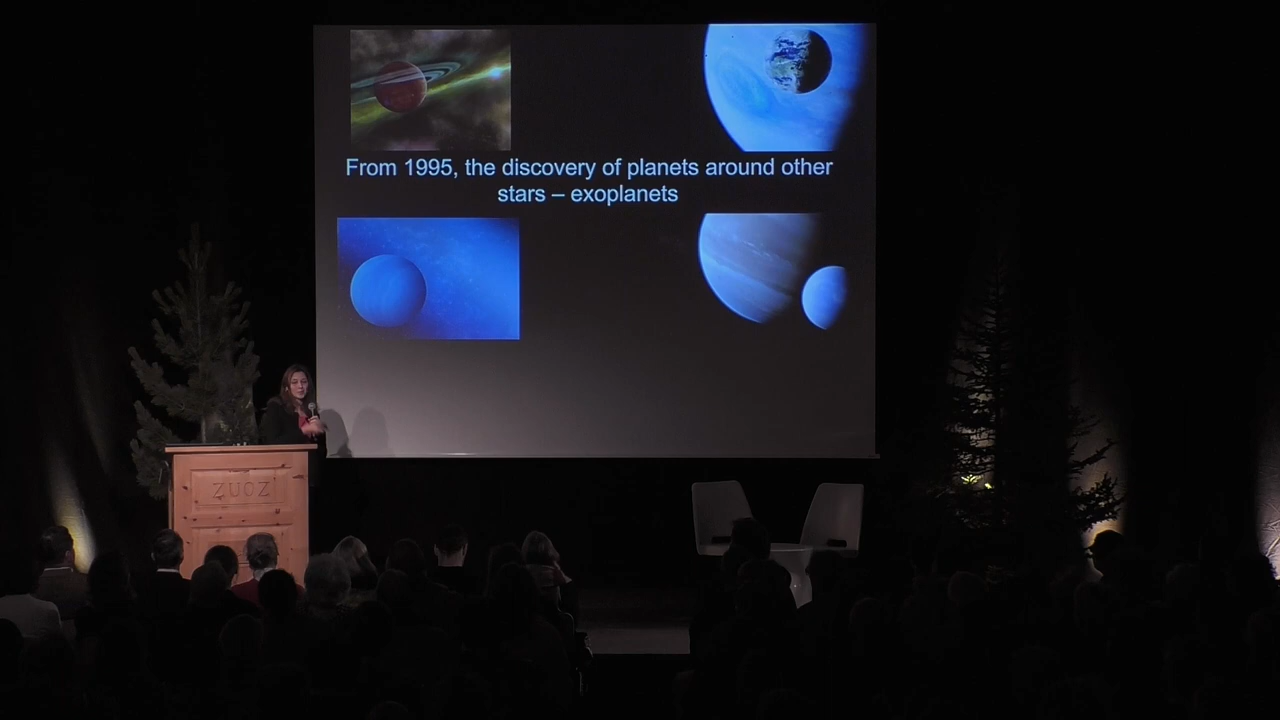 From 1995, the discovery of planets around other
stars – exoplanets
ZUOZ